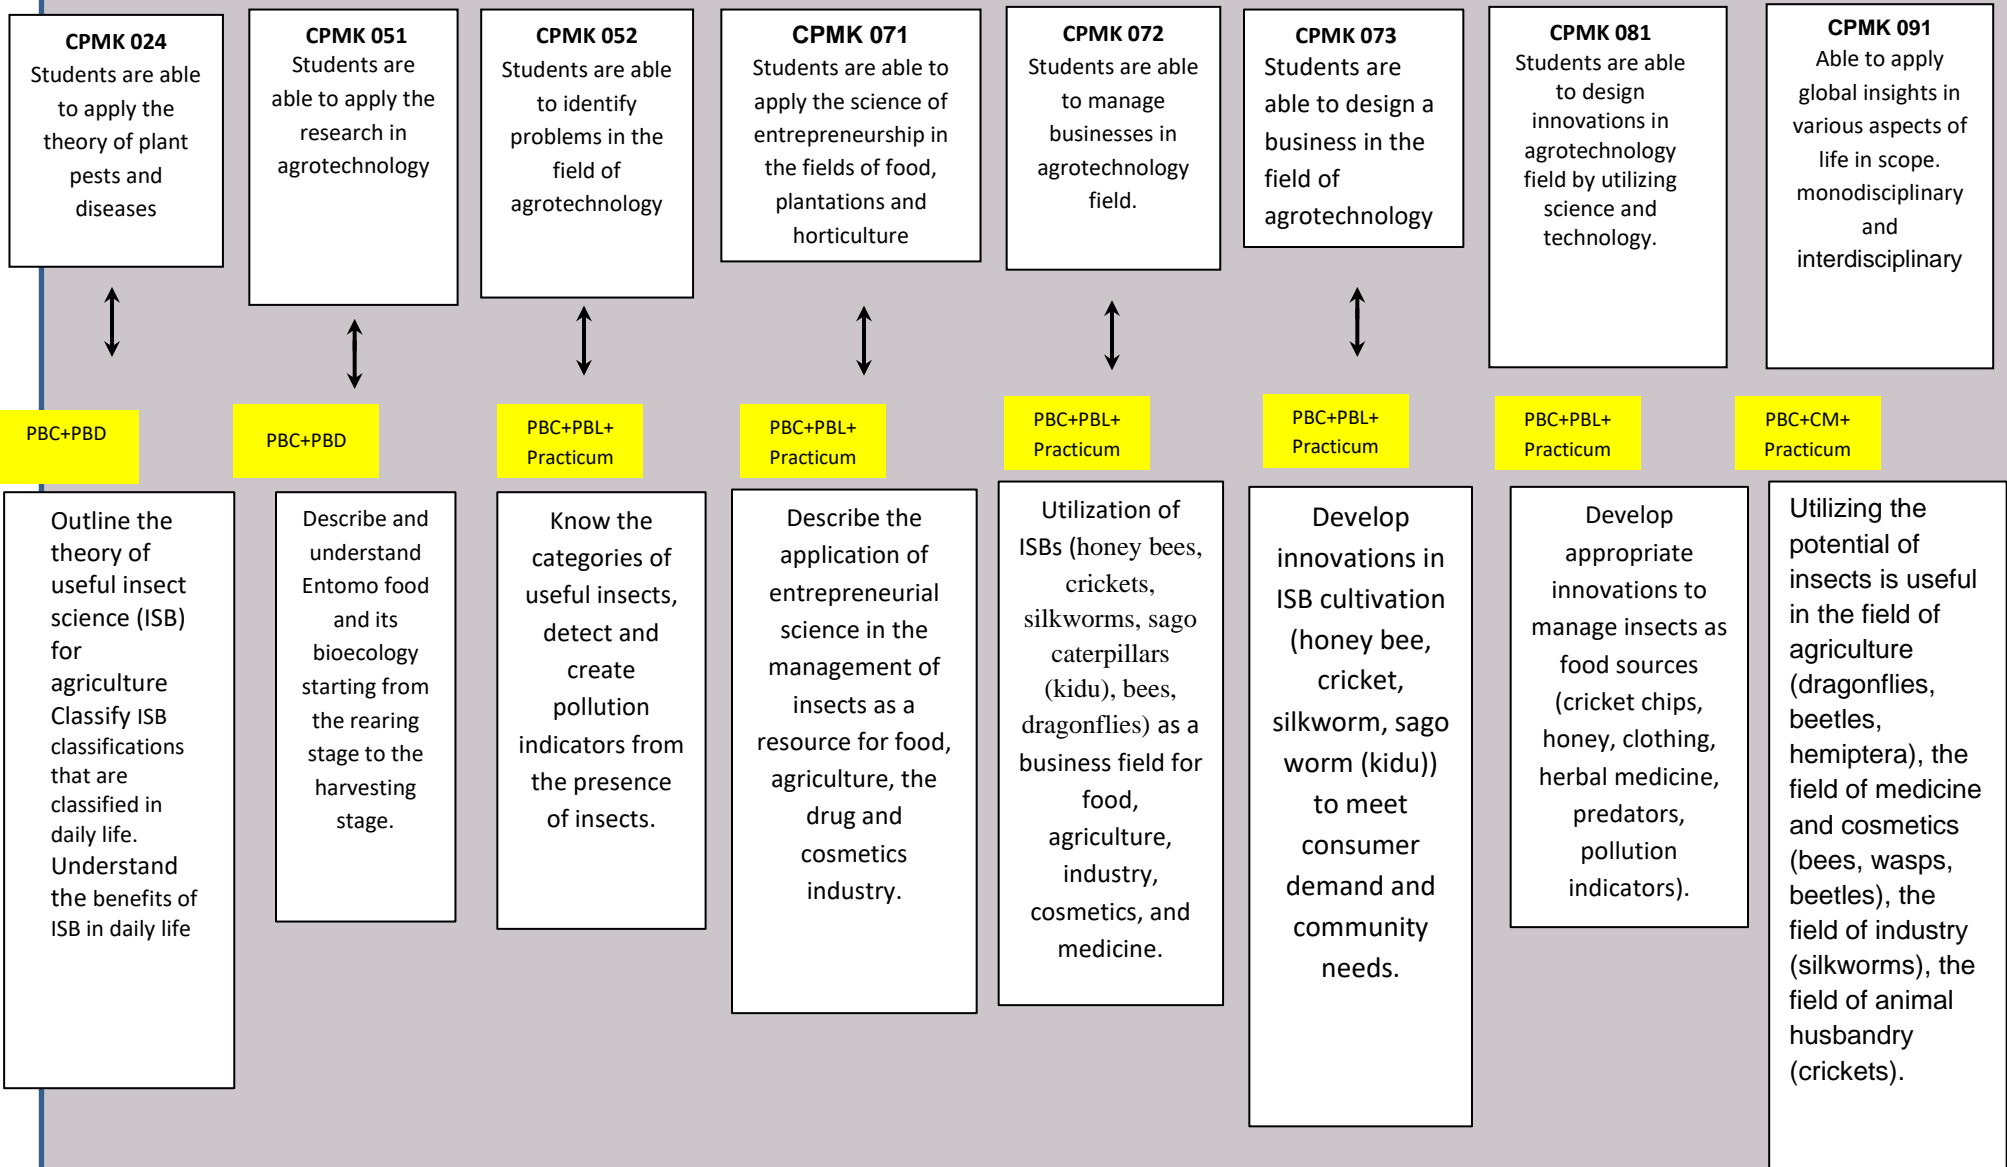 CPMK 024
Students are able
to apply the
theory of plant
pests and
diseases
CPMK 051
Students are
able to apply the
research in
agrotechnology
CPMK 052
Students are able
to identify
problems in the
field of
agrotechnology
CPMK 071
Students are able to
apply the science of
entrepreneurship in
the fields of food,
plantations and
horticulture
CPMK 072
Students are able
to manage
businesses in
agrotechnology
field.
CPMK 073
Students are
able to design a
business in the
field of
agrotechnology
CPMK 081
Students are able
to design
innovations in
agrotechnology
field by utilizing
science and
technology.
CPMK 091
Able to apply
global insights in
various aspects of
life in scope.
monodisciplinary
and
interdisciplinary
PBC+PBD
PBC+PBD
PBC+PBL+
Practicum
PBC+PBL+
Practicum
PBC+PBL+
Practicum
PBC+PBL+
Practicum
PBC+PBL+
Practicum
PBC+CM+
Practicum
Outline the
theory of
useful insect
science (ISB)
for
agriculture
Classify ISB
classifications
that are
classified in
daily life.
Understand
the benefits of
ISB in daily life
Describe and
understand
Entomo food
and its
bioecology
starting from
the rearing
stage to the
harvesting
stage.
Know the
categories of
useful insects,
detect and
create
pollution
indicators from
the presence
of insects.
Describe the
application of
entrepreneurial
science in the
management of
insects as a
resource for food,
agriculture, the
drug and
cosmetics
industry.
Utilization of
ISBs (honey bees,
crickets,
silkworms, sago
caterpillars
(kidu), bees,
dragonflies) as a
business field for
food,
agriculture,
industry,
cosmetics, and
medicine.
Develop
innovations in
ISB cultivation
(honey bee,
cricket,
silkworm, sago
worm (kidu))
to meet
consumer
demand and
community
needs.
Develop
appropriate
innovations to
manage insects as
food sources
(cricket chips,
honey, clothing,
herbal medicine,
predators,
pollution
indicators).
Utilizing the
potential of
insects is useful
in the field of
agriculture
(dragonflies,
beetles,
hemiptera), the
field of medicine
and cosmetics
(bees, wasps,
beetles), the
field of industry
(silkworms), the
field of animal
husbandry
(crickets).